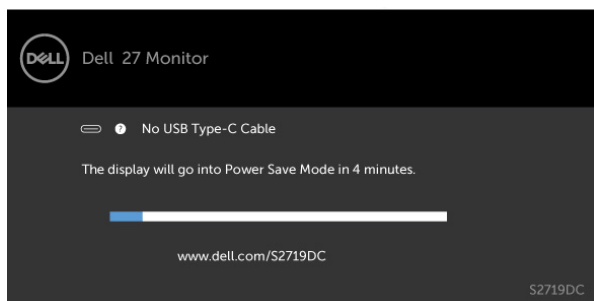 DELL
Dell 27 Monitor
? No USB Type-C Cable
The display will go into Power Save Mode in 4 minutes.
www.dell.com/S2719DC
S2719DC